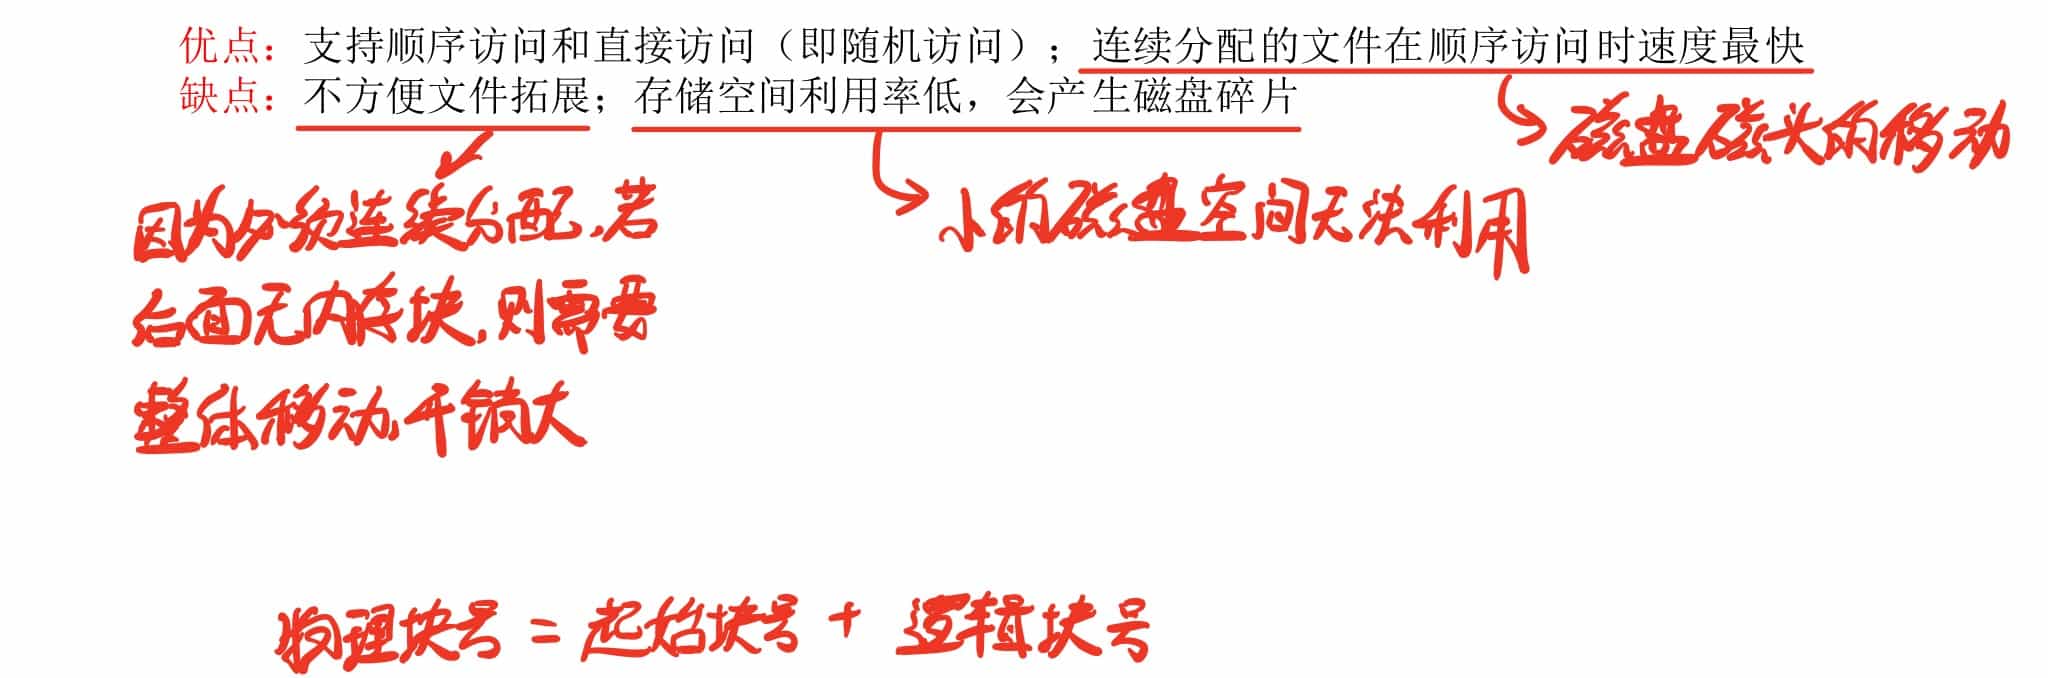 优点：支持顺序访问和直接访问（即随机访问）；连续分配的文件在顺序访问时速度最快
缺点：不方便文件拓展；存储空间利用率低，会产生磁盘碎片
磁盘磁头的移动
因为必须连续分配，若
后面无内存块，则需要
整体移动，开销大
小的磁盘空间无法利用
物理块号 = 起始块号 + 逻辑块号